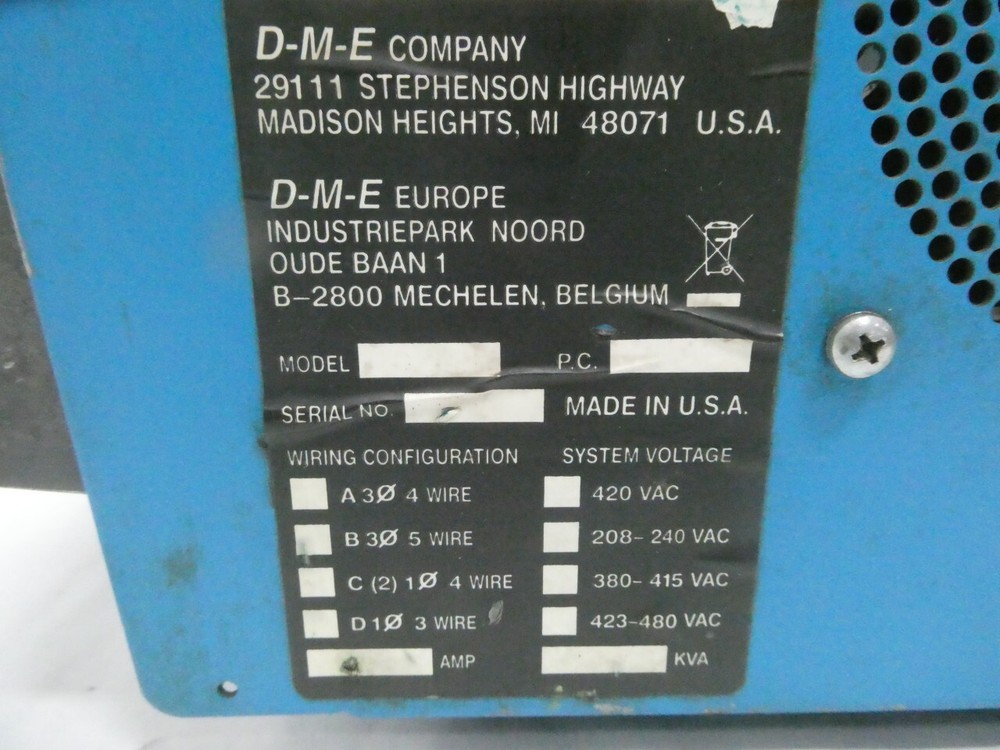 D-M-E COMPANY
29111 STEPHENSON HIGHWAY
MADISON HEIGHTS, MI 48071 U.S.A.
D-M-E EUROPE
INDUSTRIEPARK NOORD
OUDE BAAN 1
B-2800 MECHELEN, BELGIUM
MODEL P.C.
SERIAL NO. MADE IN U.S.A.
WIRING CONFIGURATION SYSTEM VOLTAGE
A 3Ø 4 WIRE 420 VAC
B 3Ø 5 WIRE 208-240 VAC
C (2) 1Ø 4 WIRE 380-415 VAC
D 1Ø 3 WIRE 423-480 VAC
AMP KVA